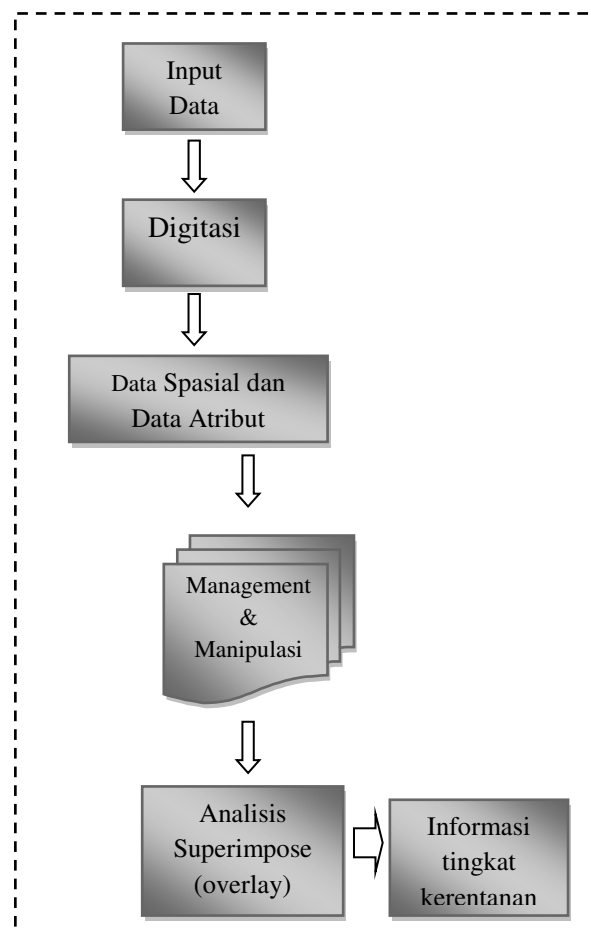 Input
Data
Digitasi
Data Spasial dan
Data Atribut
Management
&
Manipulasi
Analisis
Superimpose
(overlay)
Informasi
tingkat
kerentanan